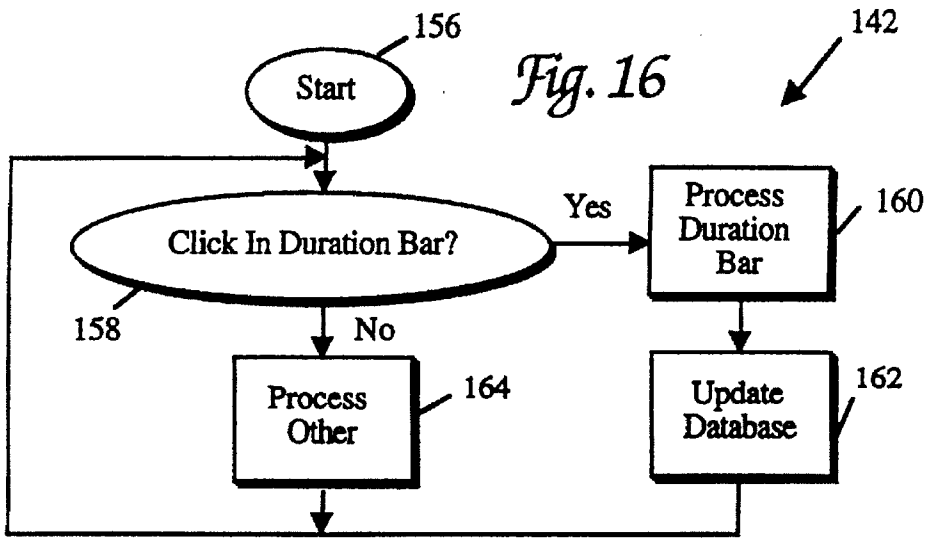 156
142
Fig. 16
Start
Yes
Process
Duration
Bar
160
Click In Duration Bar?
158
No
Process
Other
164
Update
Database
162